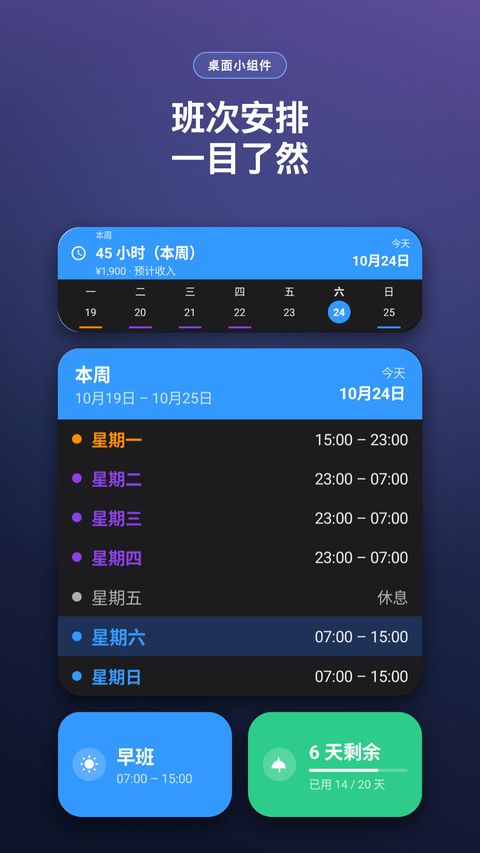 桌面小组件
班次安排
一目了然
本周
45 小时（本周）
¥1,900 · 预计收入
今天
10月24日
一 二 三 四 五 六 日
19 20 21 22 23 24 25
本周
10月19日 – 10月25日
今天
10月24日
星期一 15:00 – 23:00
星期二 23:00 – 07:00
星期三 23:00 – 07:00
星期四 23:00 – 07:00
星期五 休息
星期六 07:00 – 15:00
星期日 07:00 – 15:00
早班
07:00 – 15:00
6 天剩余
已用 14 / 20 天